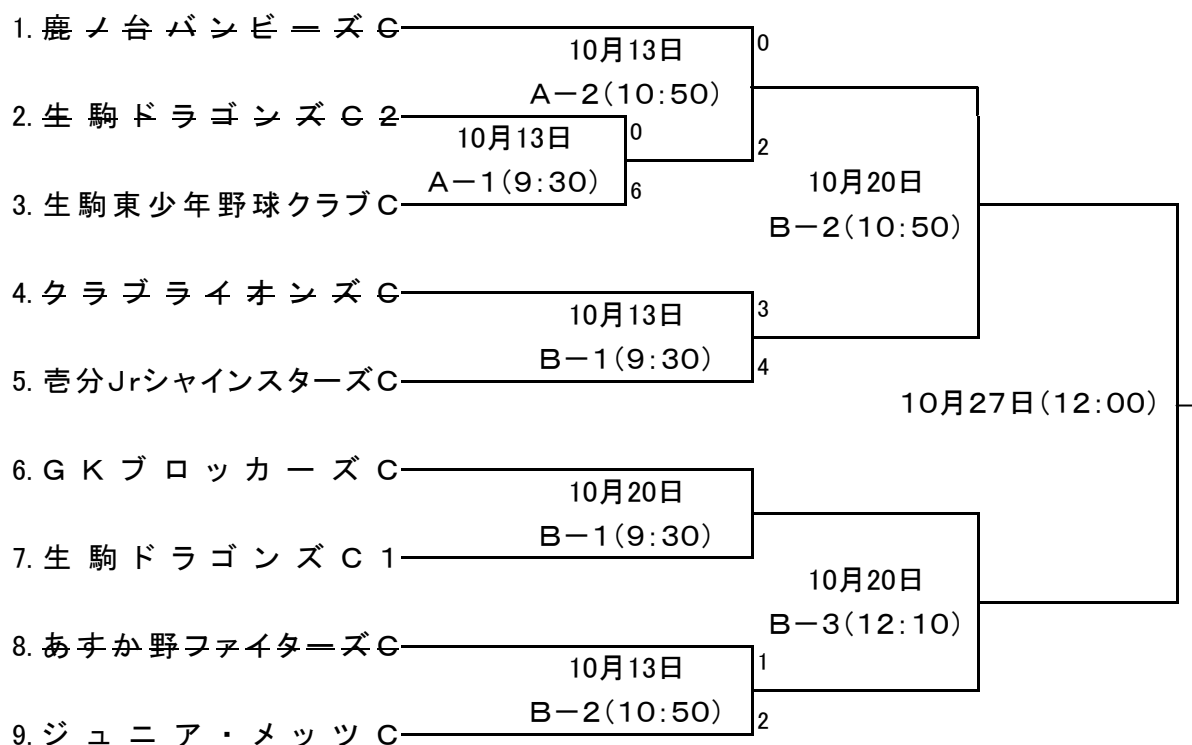 1. 鹿ノ台バンビーズC
10月13日
0
A－2(10:50)
2. 生駒ドラゴンズC2
10月13日
0
2
A－1(9:30)
6
10月20日
3. 生駒東少年野球クラブC
B－2(10:50)
4. クラブライオンズC
10月13日
3
B－1(9:30)
4
5. 壱分Jrシャインスターズ C
10月27日(12:00)
6. GKブロッカーズC
10月20日
B－1(9:30)
7. 生駒ドラゴンズC1
10月20日
B－3(12:10)
8. あすか野ファイターズC
10月13日
1
B－2(10:50)
2
9. ジュニア・メッツC